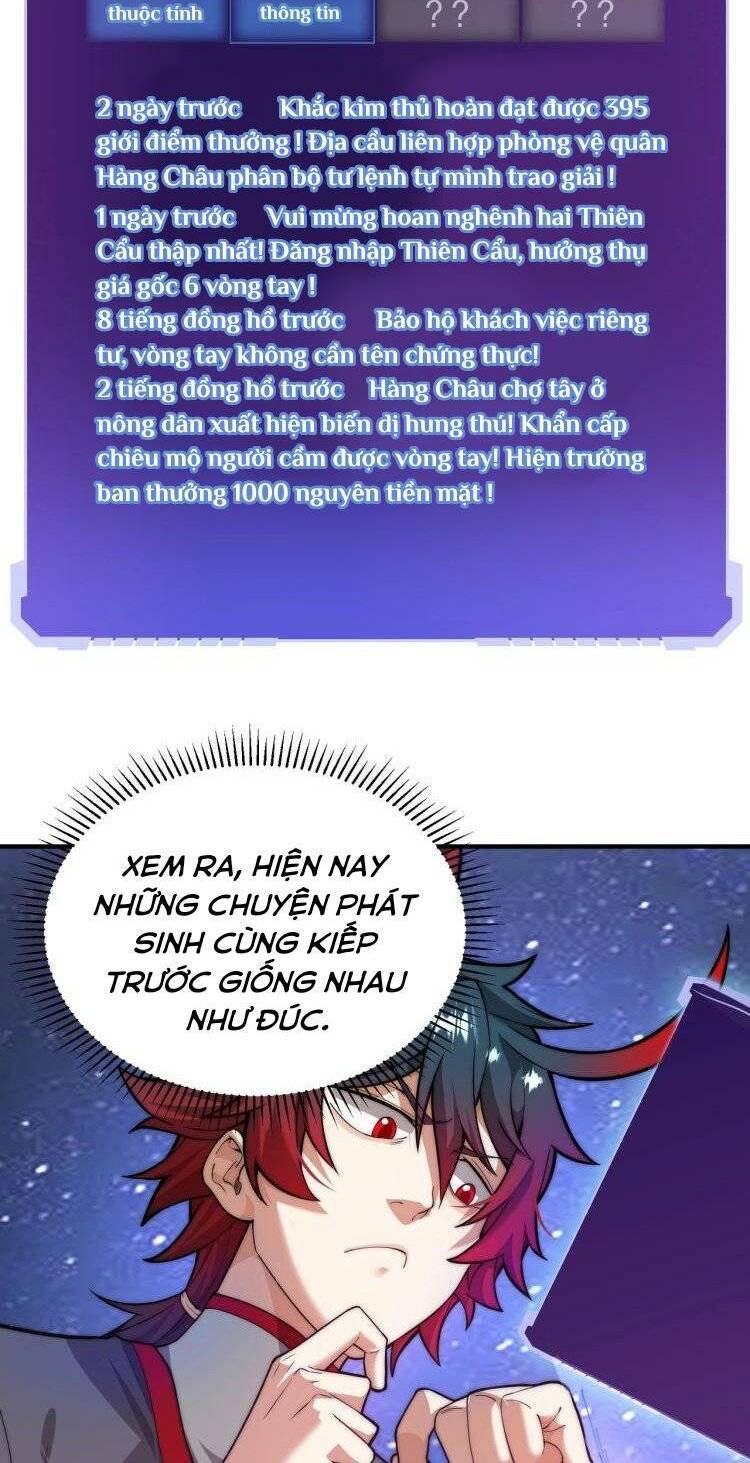 thuộc tính
thông tin
? ?
? ?
2 ngày trước Khắc kim thủ hoàn đạt được 395
giới điểm thưởng ! Địa cầu liên hợp phòng vệ quân
Hàng Châu phân bộ tư lệnh tự mình trao giải !
1 ngày trước Vui mừng hoan nghênh hai Thiên
Cẩu thập nhất! Đăng nhập Thiên Cẩu, hưởng thụ
giá gốc 6 vòng tay !
8 tiếng đồng hồ trước Bảo hộ khách việc riêng
tư, vòng tay không cần tên chứng thực!
2 tiếng đồng hồ trước Hàng Châu chợ tây ở
nông dân xuất hiện biến dị hung thú! Khẩn cấp
chiêu mộ người cầm được vòng tay! Hiện trường
ban thưởng 1000 nguyên tiền mặt !
XEM RA, HIỆN NAY
NHỮNG CHUYỆN PHÁT
SINH CÙNG KIẾP
TRƯỚC GIỐNG NHAU
NHƯ ĐÚC.